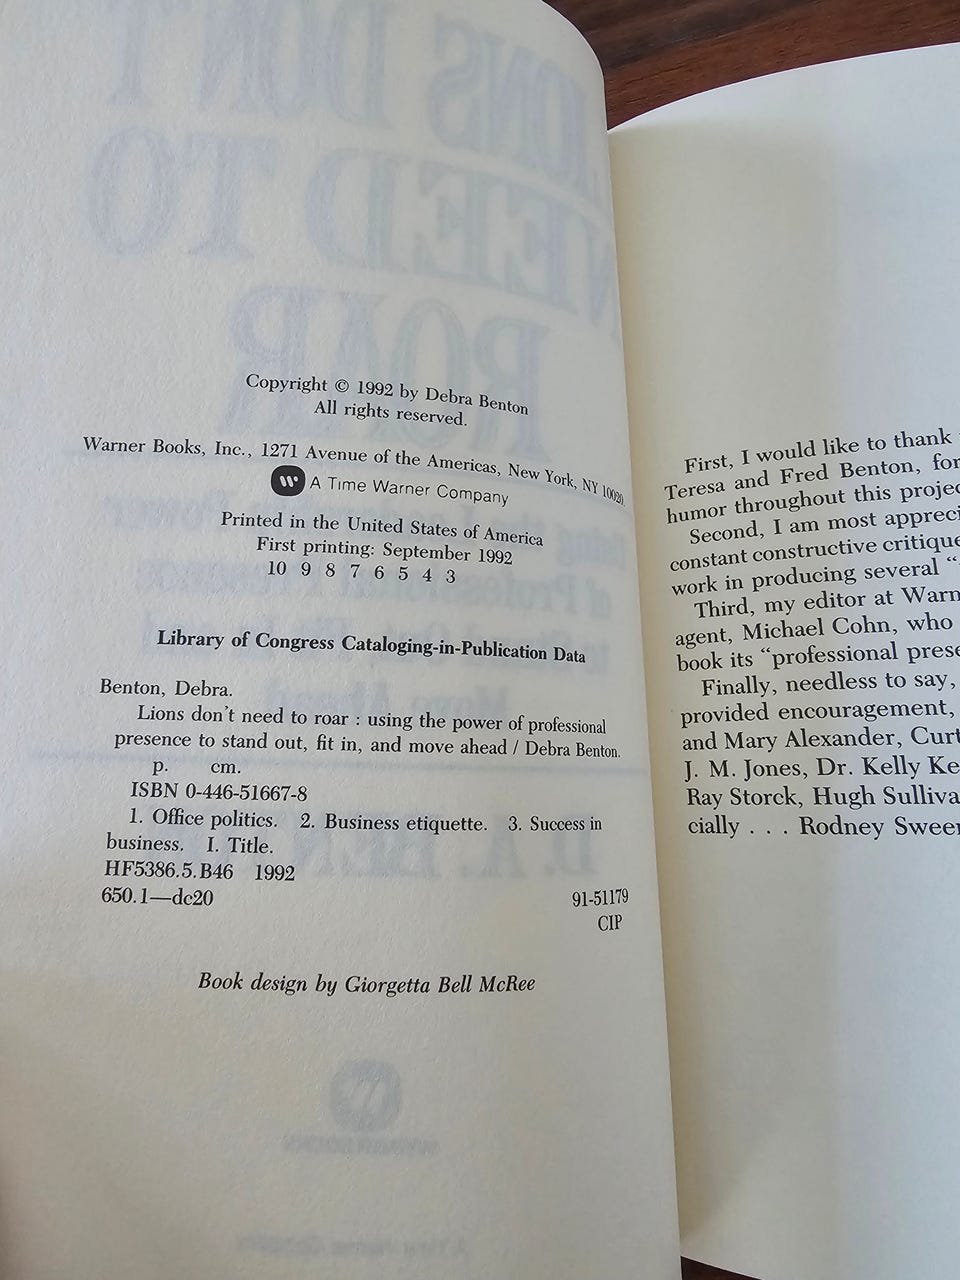 Copyright © 1992 by Debra Benton
All rights reserved.
Warner Books, Inc., 1271 Avenue of the Americas, New York, NY 10020
W A Time Warner Company
Printed in the United States of America
First printing: September 1992
10 9 8 7 6 5 4 3
Library of Congress Cataloging-in-Publication Data
Benton, Debra.
Lions don't need to roar : using the power of professional
presence to stand out, fit in, and move ahead / Debra Benton.
p. cm.
ISBN 0-446-51667-8
1. Office politics. 2. Business etiquette. 3. Success in
business. I. Title.
HF5386.5.B46 1992
650.1—dc20
91-51179
CIP
Book design by Giorgetta Bell McRee
First, I would like to thank
Teresa and Fred Benton, for
humor throughout this projec
Second, I am most appreci
constant constructive critique
work in producing several "
Third, my editor at Warn
agent, Michael Cohn, who
book its "professional prese
Finally, needless to say,
provided encouragement,
and Mary Alexander, Curt
J. M. Jones, Dr. Kelly Ke
Ray Storck, Hugh Sulliva
cially . . . Rodney Sween